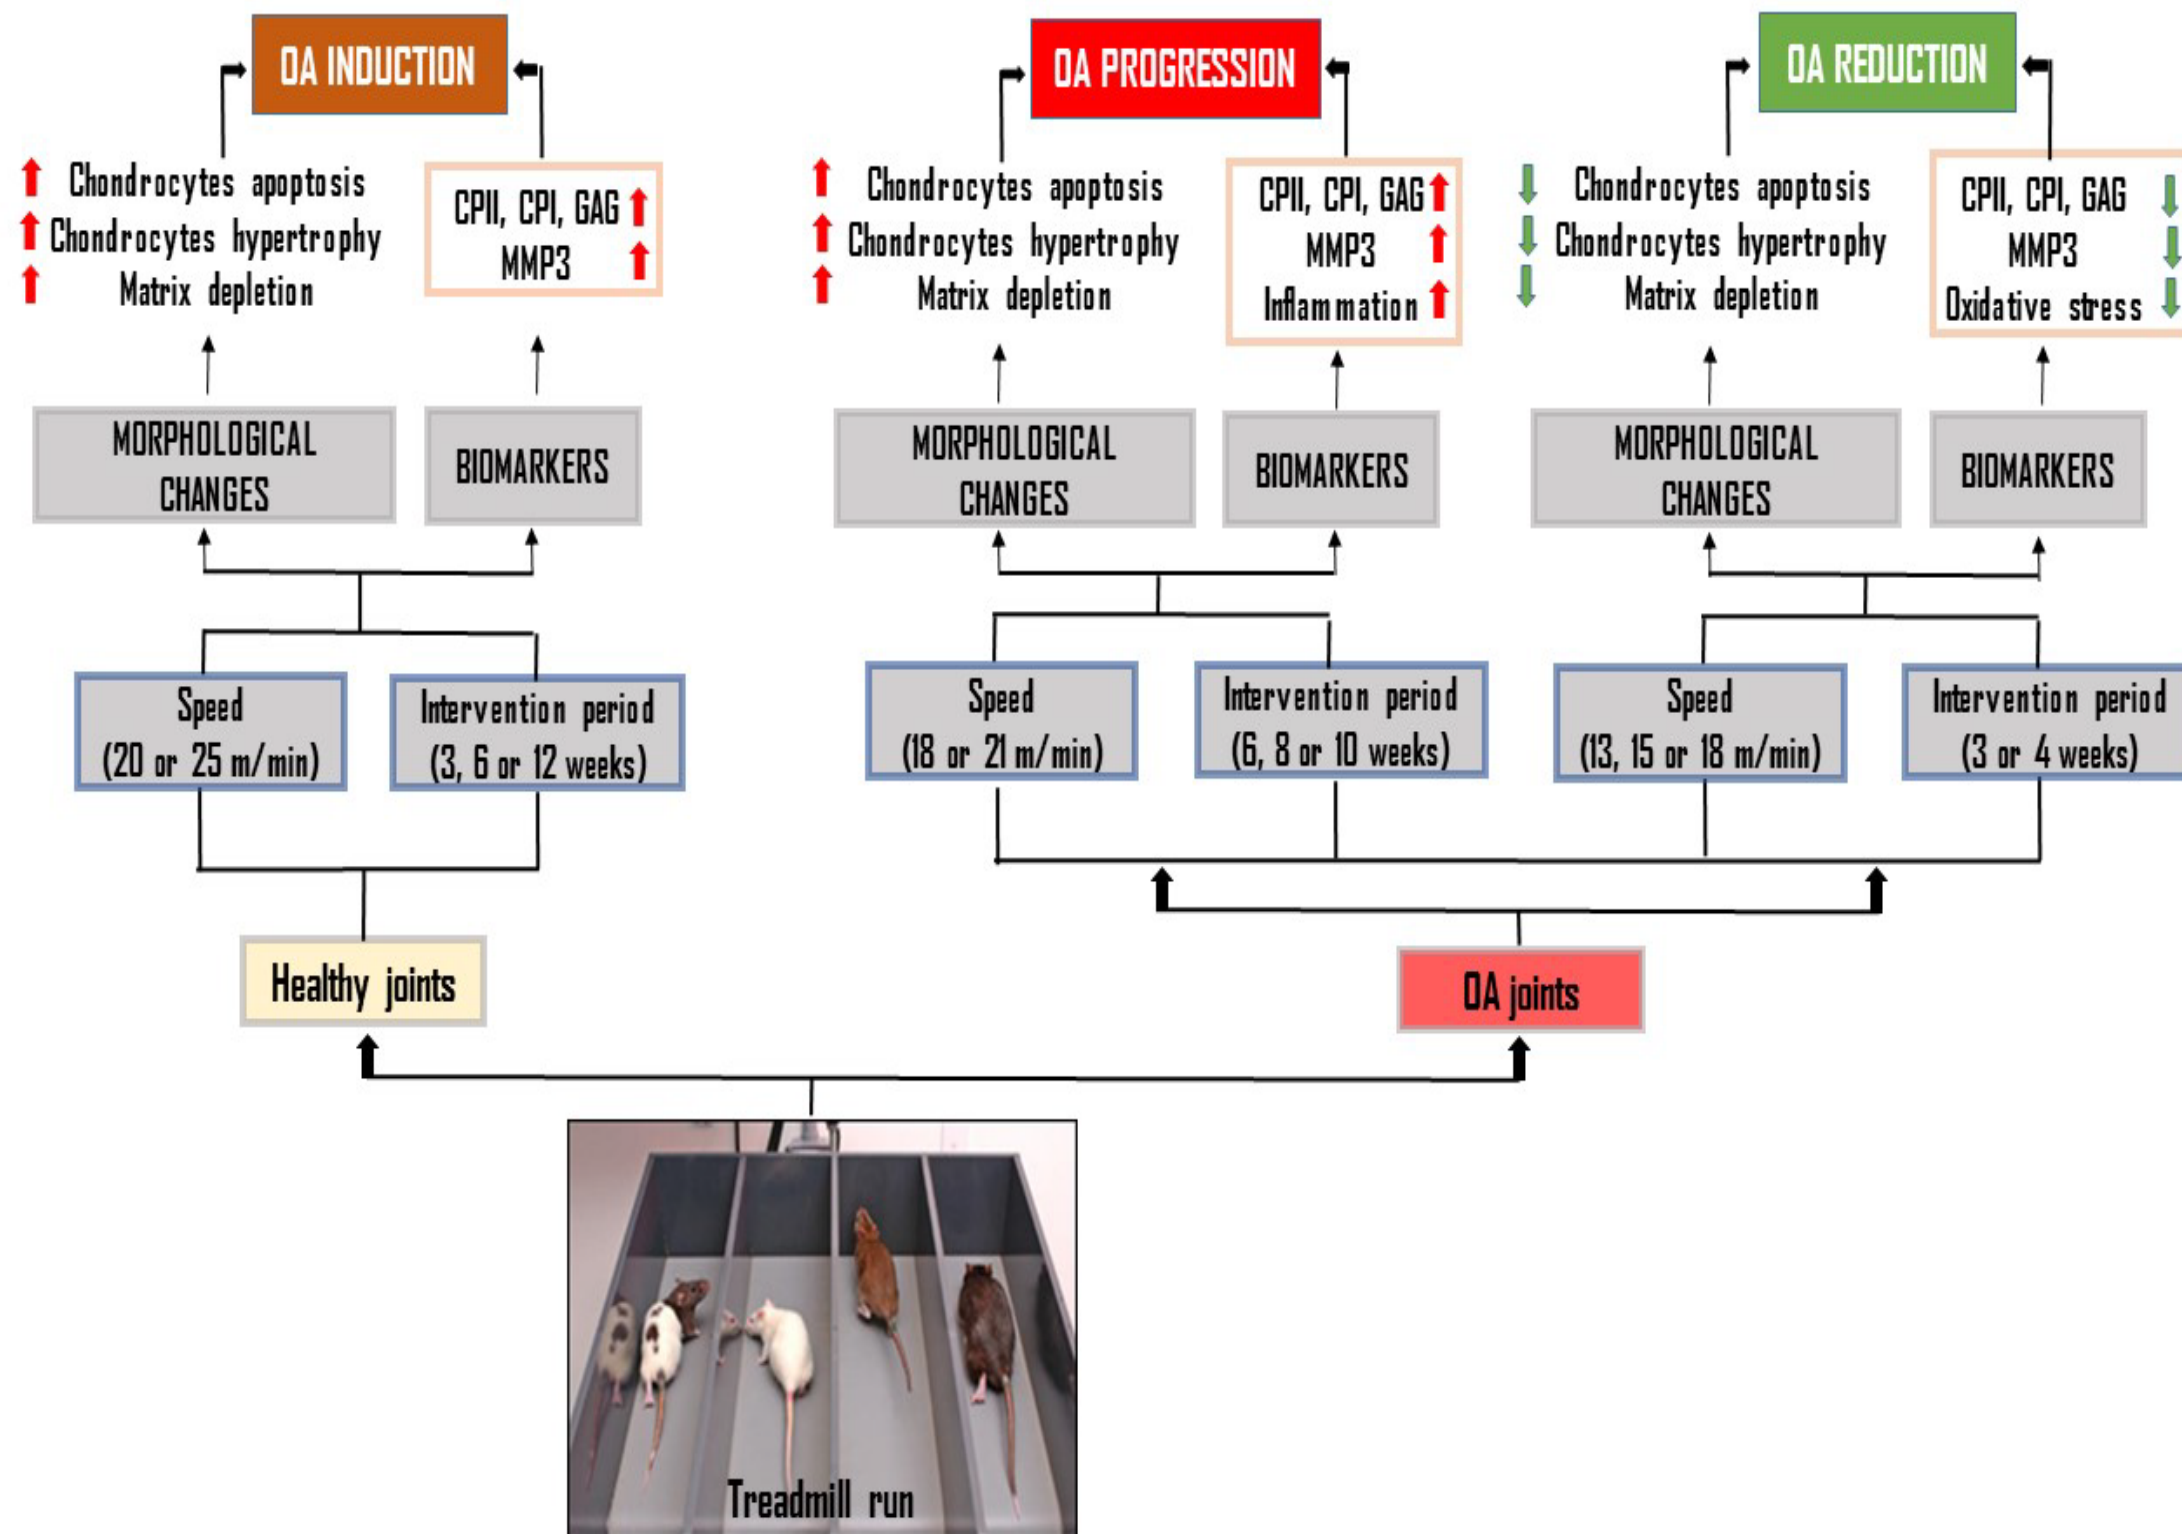 OA INDUCTION
Chondrocytes apoptosis
Chondrocytes hypertrophy
Matrix depletion
CPII, CPI, GAG
MMP3
MORPHOLOGICAL
CHANGES
BIOMARKERS
Speed
(20 or 25 m/min)
Intervention period
(3, 6 or 12 weeks)
Healthy joints
OA PROGRESSION
Chondrocytes apoptosis
Chondrocytes hypertrophy
Matrix depletion
CPII, CPI, GAG
MMP3
Inflammation
MORPHOLOGICAL
CHANGES
BIOMARKERS
Speed
(18 or 21 m/min)
Intervention period
(6, 8 or 10 weeks)
OA REDUCTION
Chondrocytes apoptosis
Chondrocytes hypertrophy
Matrix depletion
CPII, CPI, GAG
MMP3
Oxidative stress
MORPHOLOGICAL
CHANGES
BIOMARKERS
Speed
(13, 15 or 18 m/min)
Intervention period
(3 or 4 weeks)
OA joints
Treadmill run